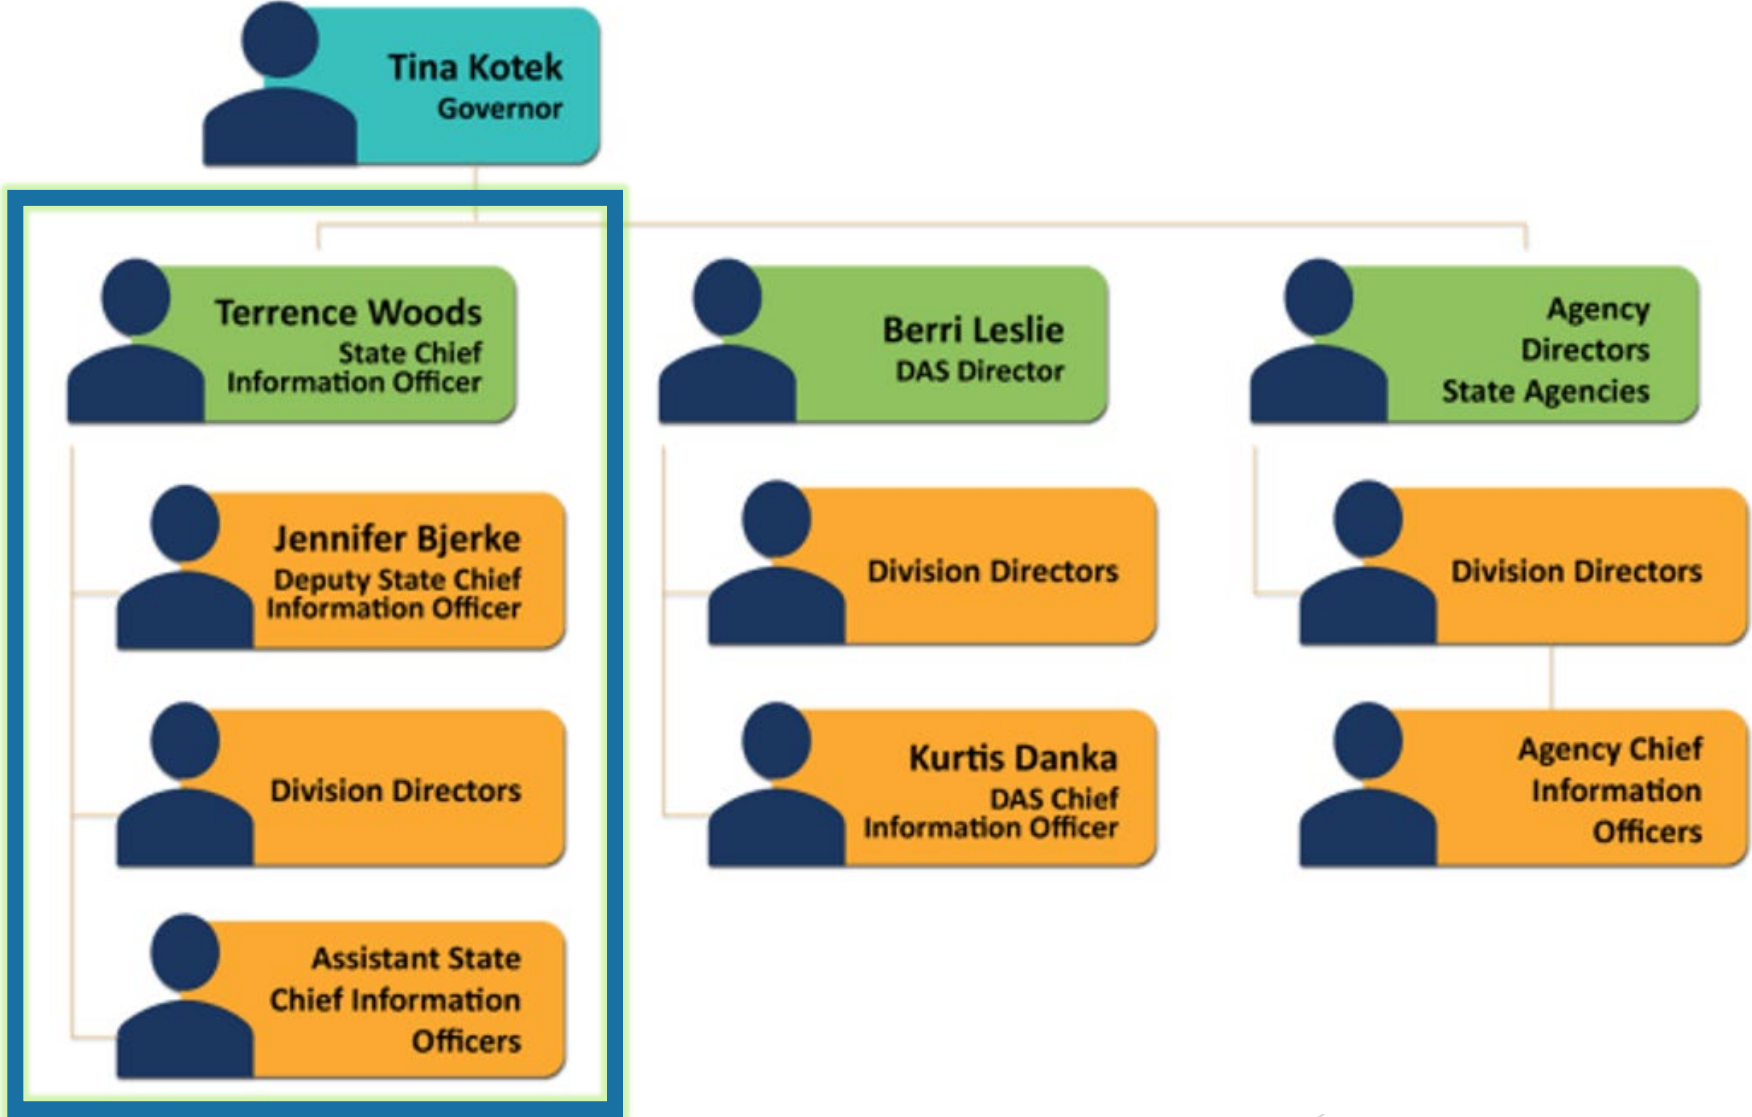 Tina Kotek
Governor
Terrence Woods
State Chief
Information Officer
Jennifer Bjerke
Deputy State Chief
Information Officer
Division Directors
Assistant State
Chief Information
Officers
Berri Leslie
DAS Director
Division Directors
Kurtis Danka
DAS Chief
Information Officer
Agency
Directors
State Agencies
Division Directors
Agency Chief
Information
Officers